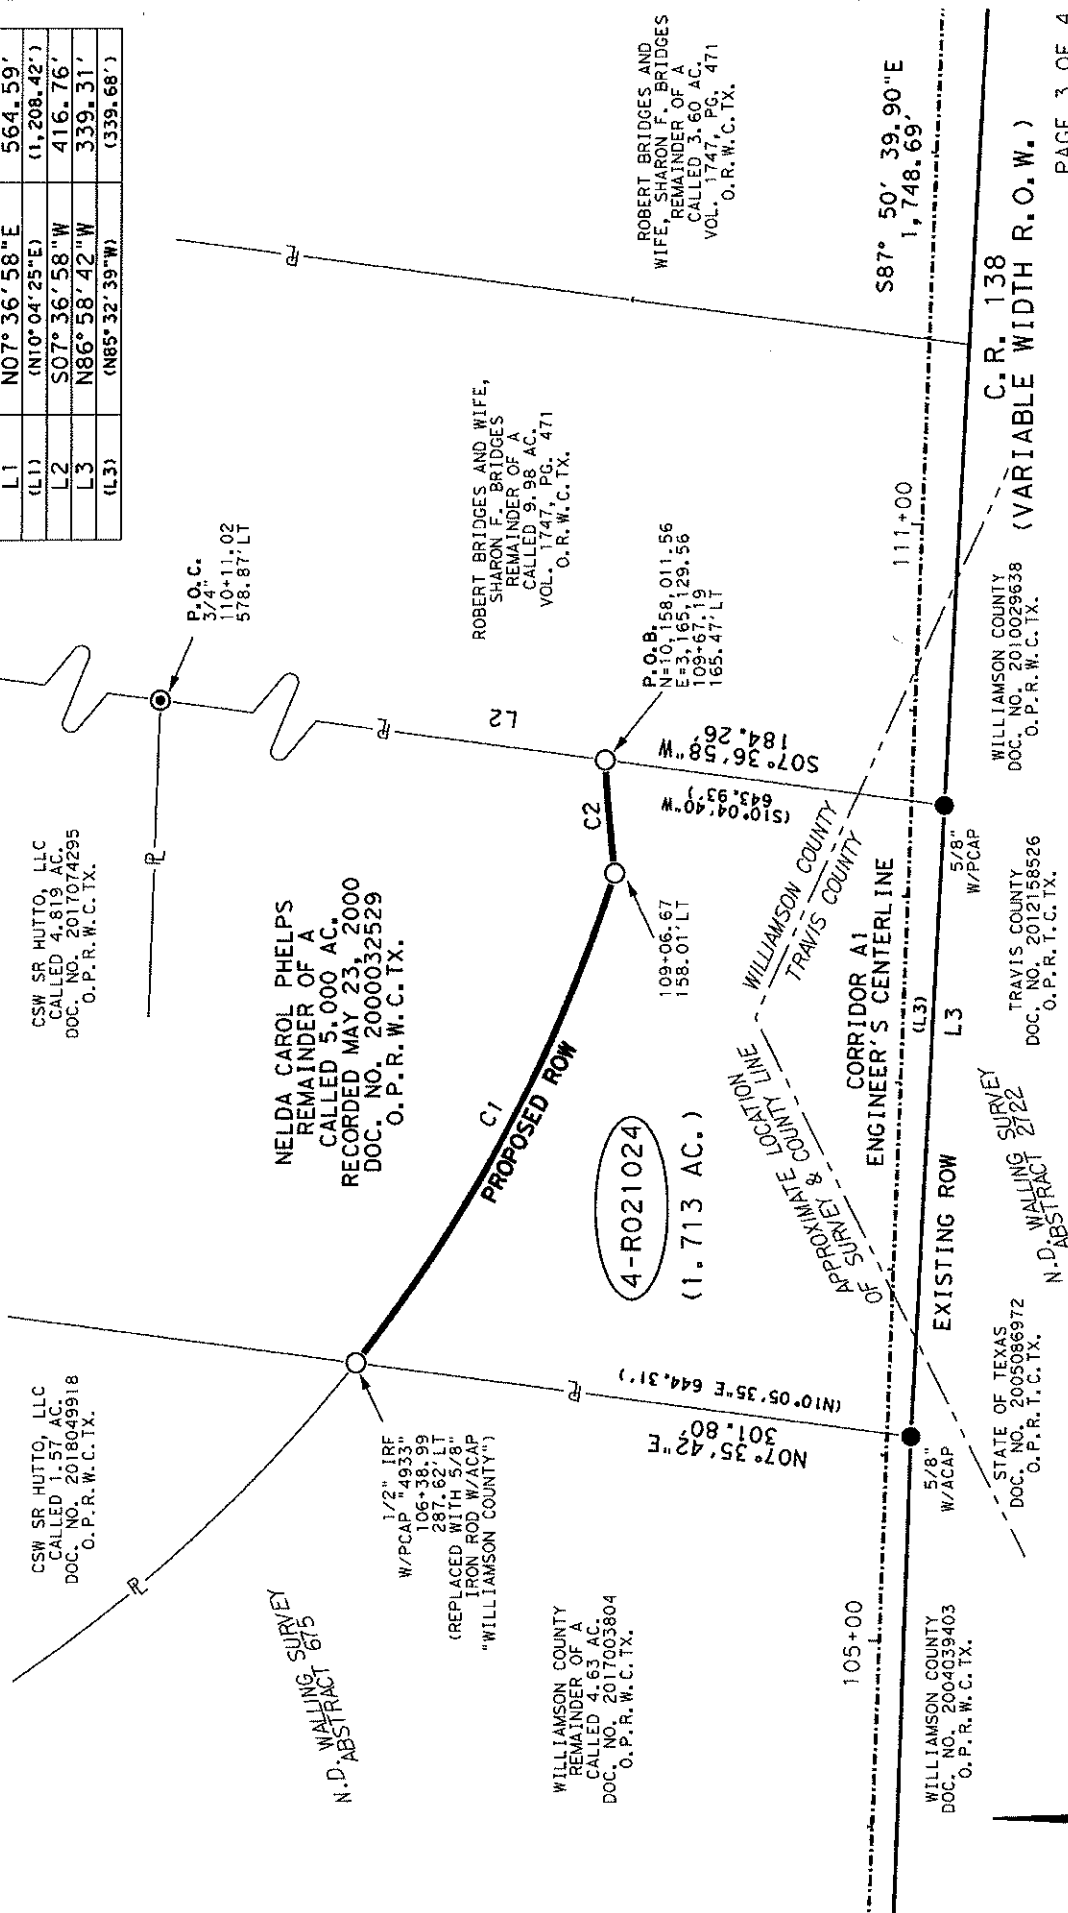 L1 N07°36'58"E 564.59'
(L1) (N10°04'25"E) (1,208.42')
L2 S07°36'58"W 416.76'
L3 N86°58'42"W 339.31'
(L3) (N85°32'39"W) (339.68')
CSW SR HUTTO, LLC
CALLED 1.57 AC.
DOC. NO. 2018049918
O.P.R.W.C.TX.
CSW SR HUTTO, LLC
CALLED 4.819 AC.
DOC. NO. 2017074295
O.P.R.W.C.TX.
P.O.C.
3/4"
110+11.02
578.87'LT
PL
PL
PL
PL
PL
N.D. WALLING SURVEY
ABSTRACT 675
NELDA CAROL PHELPS
REMAINDER OF A
CALLED 5.000 AC.
RECORDED MAY 23, 2000
DOC. NO. 2000032529
O.P.R.W.C.TX.
ROBERT BRIDGES AND WIFE,
SHARON F. BRIDGES
REMAINDER OF A
CALLED 9.98 AC.
VOL. 1747, PG. 471
O.R.W.C.TX.
ROBERT BRIDGES AND
WIFE, SHARON F. BRIDGES
REMAINDER OF A
CALLED 3.60 AC.
VOL. 1747, PG. 471
O.R.W.C.TX.
1/2" IRF
W/PCAP "4933"
106+38.99
287.62'LT
(REPLACED WITH 5/8"
IRON ROD W/ACAP
"WILLIAMSON COUNTY")
C1
PROPOSED ROW
L2
C2
P.O.B.
N=10,158,011.56
E=3,165,129.56
109+67.19
165.47'LT
109+06.67
158.01'LT
S07°36'58"W
184.26'
(S10°04'40"W
643.93')
4-R021024
(1.713 AC.)
WILLIAMSON COUNTY
REMAINDER OF A
CALLED 4.63 AC.
DOC. NO. 2017003804
O.P.R.W.C.TX.
(N10°05'35"E 644.31')
N07°35'42"E
301.80'
APPROXIMATE LOCATION
OF SURVEY & COUNTY LINE
WILLIAMSON COUNTY
TRAVIS COUNTY
CORRIDOR A1
ENGINEER'S CENTERLINE
105+00
111+00
S87° 50' 39.90"E
1,748.69'
(L3)
L3
EXISTING ROW
5/8"
W/ACAP
5/8"
W/PCAP
C.R. 138
(VARIABLE WIDTH R.O.W.)
WILLIAMSON COUNTY
DOC. NO. 2004039403
O.P.R.W.C.TX.
STATE OF TEXAS
DOC. NO. 2005086972
O.P.R.T.C.TX.
N.D. WALLING SURVEY
ABSTRACT 2722
TRAVIS COUNTY
DOC. NO. 2012158526
O.P.R.T.C.TX.
WILLIAMSON COUNTY
DOC. NO. 2010029638
O.P.R.W.C.TX.
PAGE 3 OF 4